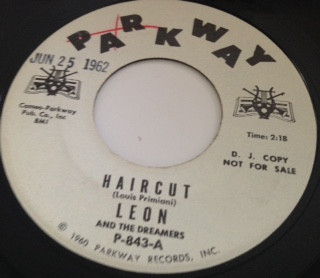 PARKWAY
JUN 25 1962
Cameo-Parkway
Pub. Co., Inc
BMI
Time: 2:18
D. J. COPY
NOT FOR SALE
HAIRCUT
(Louis Primiani)
LEON
AND THE DREAMERS
P-843-A
© 1960 PARKWAY RECORDS, INC.